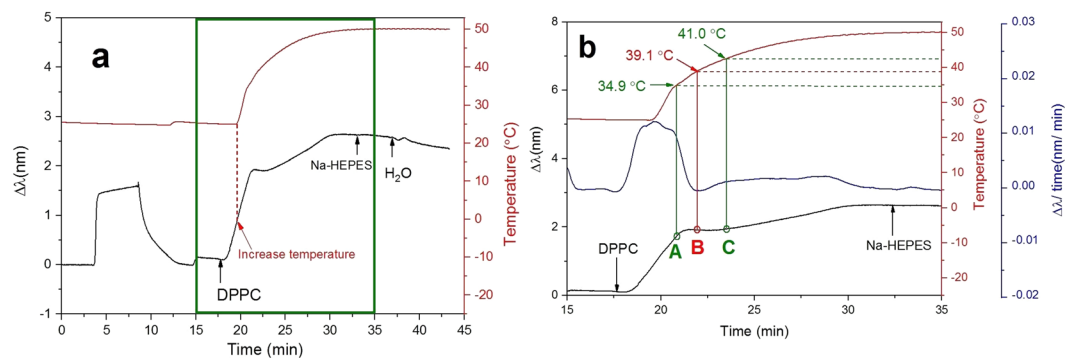 a
Δλ(nm)
5
4
3
2
1
0
-1
0
5
10
15
20
25
30
35
40
45
Time (min)
50
40
30
20
10
0
-10
-20
Temperature (°C)
Na-HEPES
H2O
Increase temperature
DPPC
b
Δλ(nm)
8
6
4
2
0
15
20
25
30
35
Time (min)
41.0 °C
39.1 °C
34.9 °C
DPPC
A
B
C
Na-HEPES
50
40
30
20
10
0
-10
-20
Temperature (°C)
0.03
0.02
0.01
0.00
-0.01
-0.02
Δλ/ time(nm/ min)